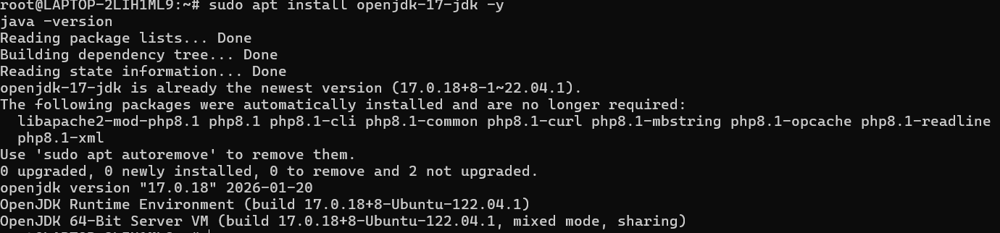 root@LAPTOP-2LIH1ML9:~# sudo apt install openjdk-17-jdk -y
java -version
Reading package lists... Done
Building dependency tree... Done
Reading state information... Done
openjdk-17-jdk is already the newest version (17.0.18+8-1~22.04.1).
The following packages were automatically installed and are no longer required:
  libapache2-mod-php8.1 php8.1 php8.1-cli php8.1-common php8.1-curl php8.1-mbstring php8.1-opcache php8.1-readline
  php8.1-xml
Use 'sudo apt autoremove' to remove them.
0 upgraded, 0 newly installed, 0 to remove and 2 not upgraded.
openjdk version "17.0.18" 2026-01-20
OpenJDK Runtime Environment (build 17.0.18+8-Ubuntu-122.04.1)
OpenJDK 64-Bit Server VM (build 17.0.18+8-Ubuntu-122.04.1, mixed mode, sharing)